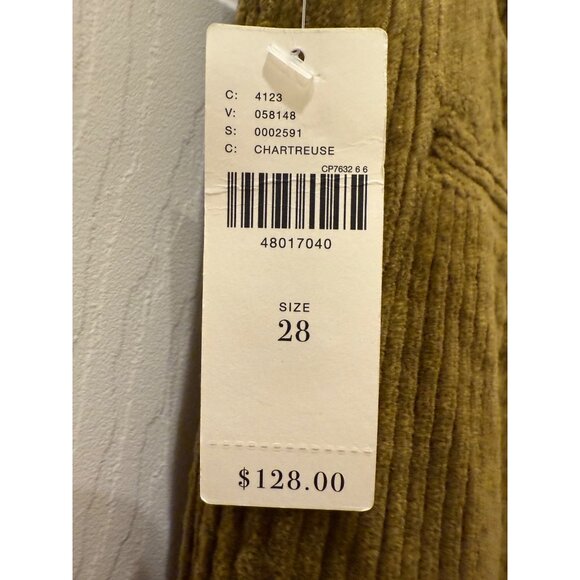 C: 4123
V: 058148
S: 0002591
C: CHARTREUSE
CP7632 6 6
48017040
SIZE
28
$128.00